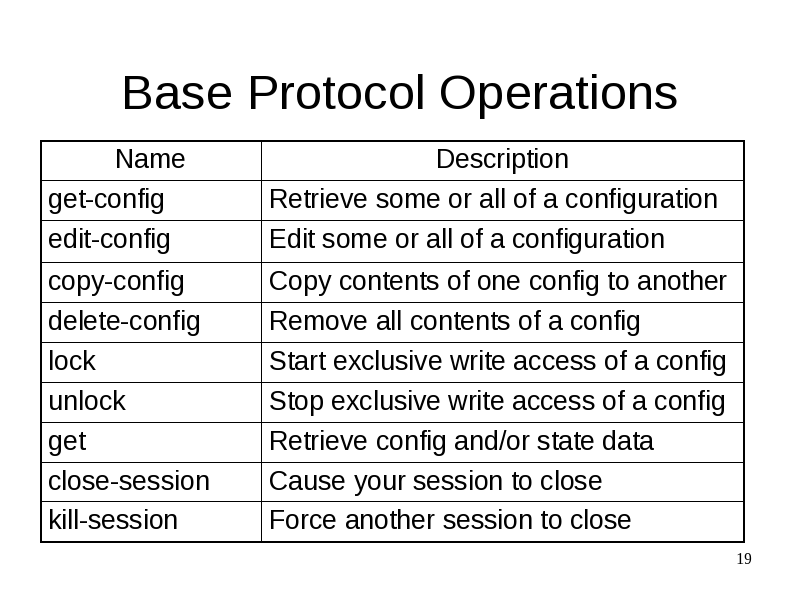 Base Protocol Operations
Name Description
get-config Retrieve some or all of a configuration
edit-config Edit some or all of a configuration
copy-config Copy contents of one config to another
delete-config Remove all contents of a config
lock Start exclusive write access of a config
unlock Stop exclusive write access of a config
get Retrieve config and/or state data
close-session Cause your session to close
kill-session Force another session to close
19